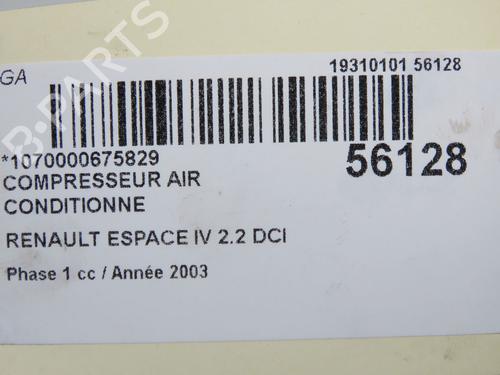 GA
19310101 56128
*1070000675829
56128
COMPRESSEUR AIR
CONDITIONNE
RENAULT ESPACE IV 2.2 DCI
Phase 1 cc / Année 2003
B-PARTS